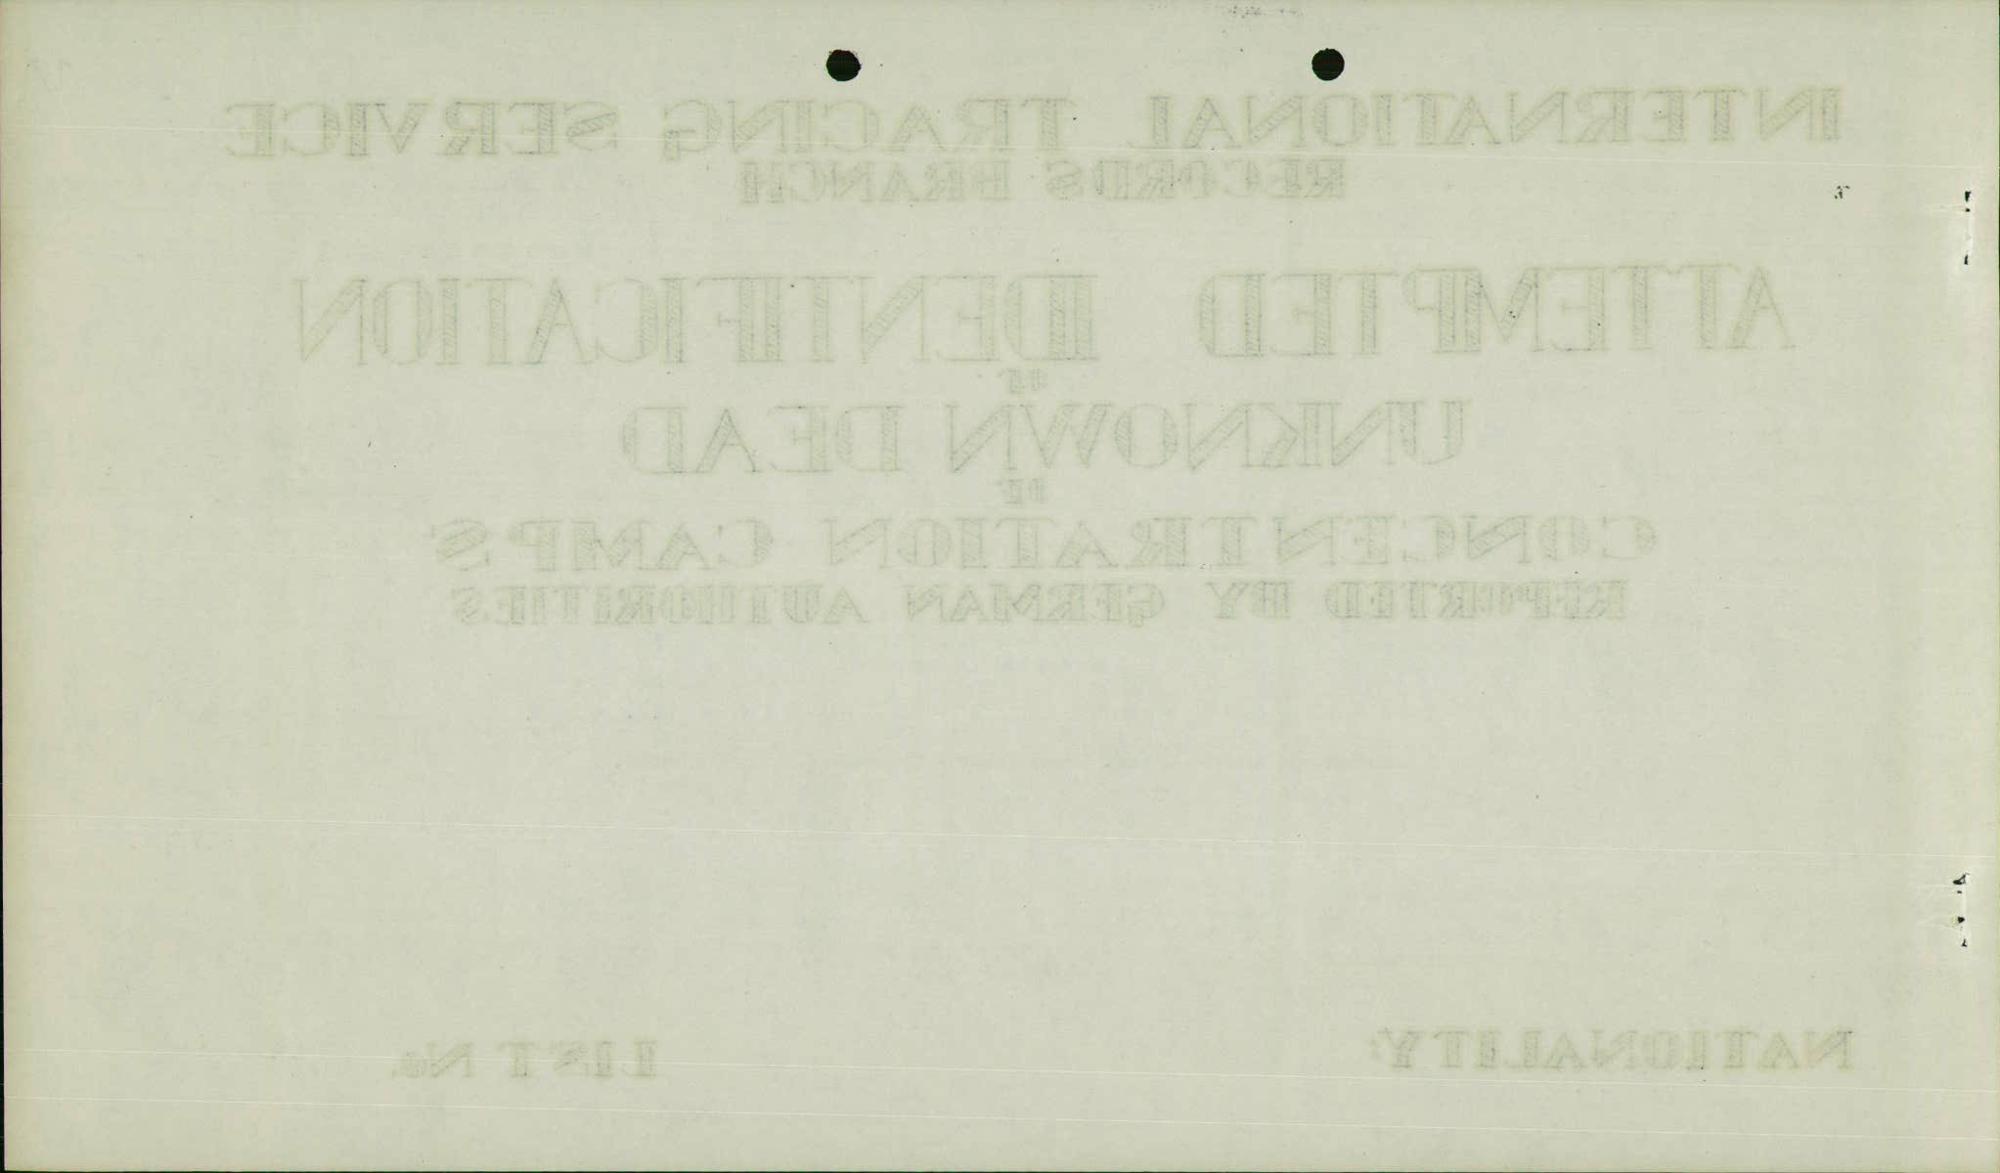 INTERNATIONAL TRACING SERVICE
RECORDS BRANCH
ATTEMPTED IDENTIFICATION
OF
UNKNOWN DEAD
OF
CONCENTRATION CAMPS
REPORTED BY GERMAN AUTHORITIES
NATIONALITY: LIST No.